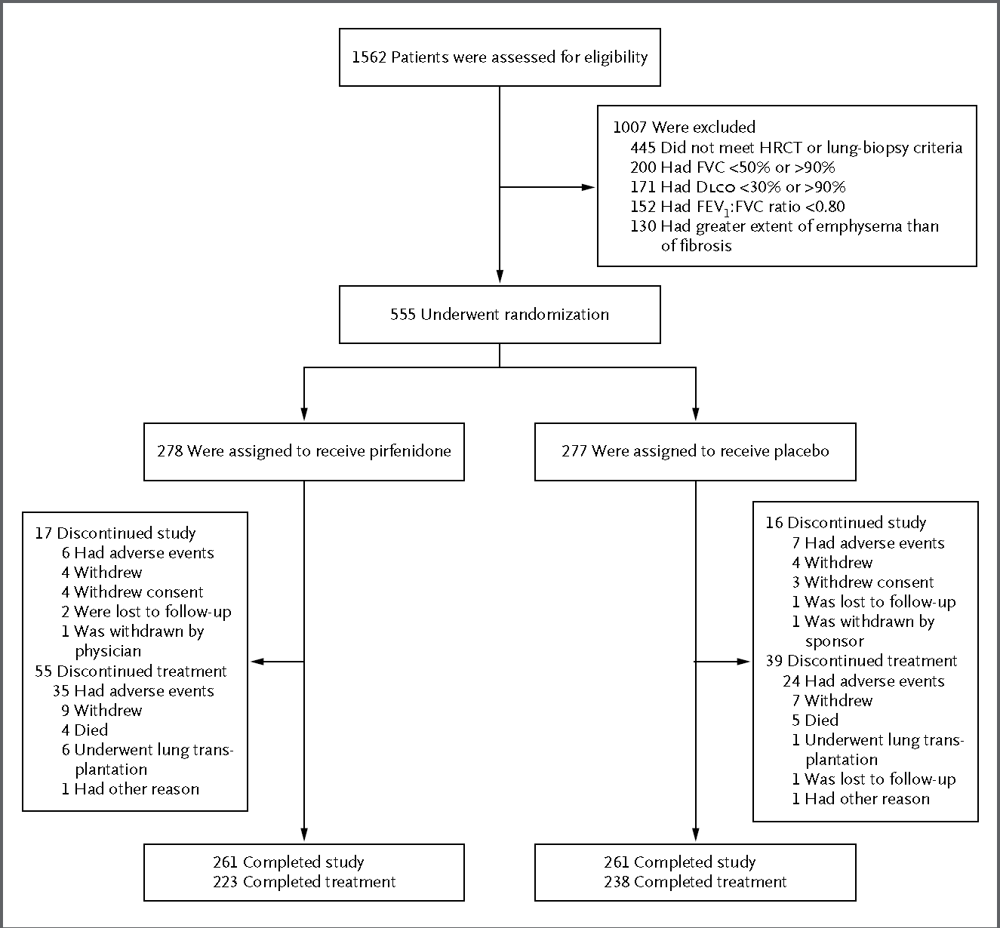 1562 Patients were assessed for eligibility
1007 Were excluded
445 Did not meet HRCT or lung-biopsy criteria
200 Had FVC <50% or >90%
171 Had DLCO <30% or >90%
152 Had FEV1:FVC ratio <0.80
130 Had greater extent of emphysema than
of fibrosis
555 Underwent randomization
278 Were assigned to receive pirfenidone
277 Were assigned to receive placebo
17 Discontinued study
6 Had adverse events
4 Withdrew
4 Withdrew consent
2 Were lost to follow-up
1 Was withdrawn by
physician
55 Discontinued treatment
35 Had adverse events
9 Withdrew
4 Died
6 Underwent lung trans-
plantation
1 Had other reason
16 Discontinued study
7 Had adverse events
4 Withdrew
3 Withdrew consent
1 Was lost to follow-up
1 Was withdrawn by
sponsor
39 Discontinued treatment
24 Had adverse events
7 Withdrew
5 Died
1 Underwent lung trans-
plantation
1 Was lost to follow-up
1 Had other reason
261 Completed study
223 Completed treatment
261 Completed study
238 Completed treatment